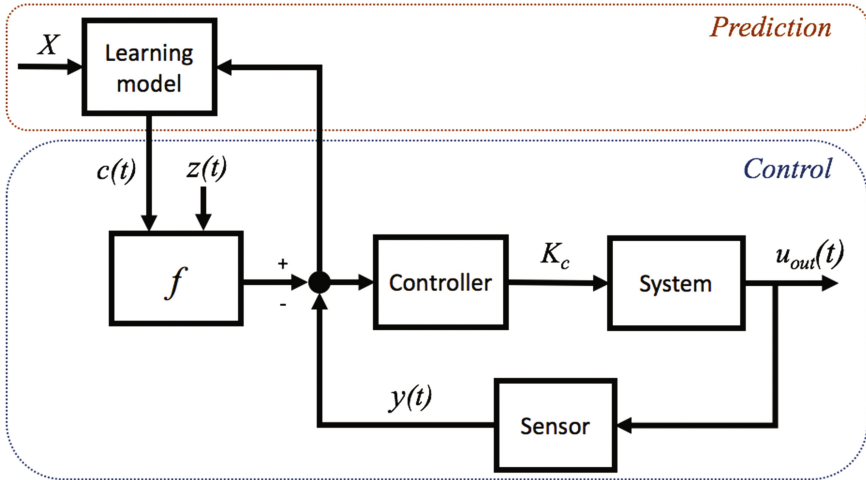 Prediction
X
Learning
model
c(t)
z(t)
Control
f
+
-
Controller
K_c
System
u_out(t)
y(t)
Sensor